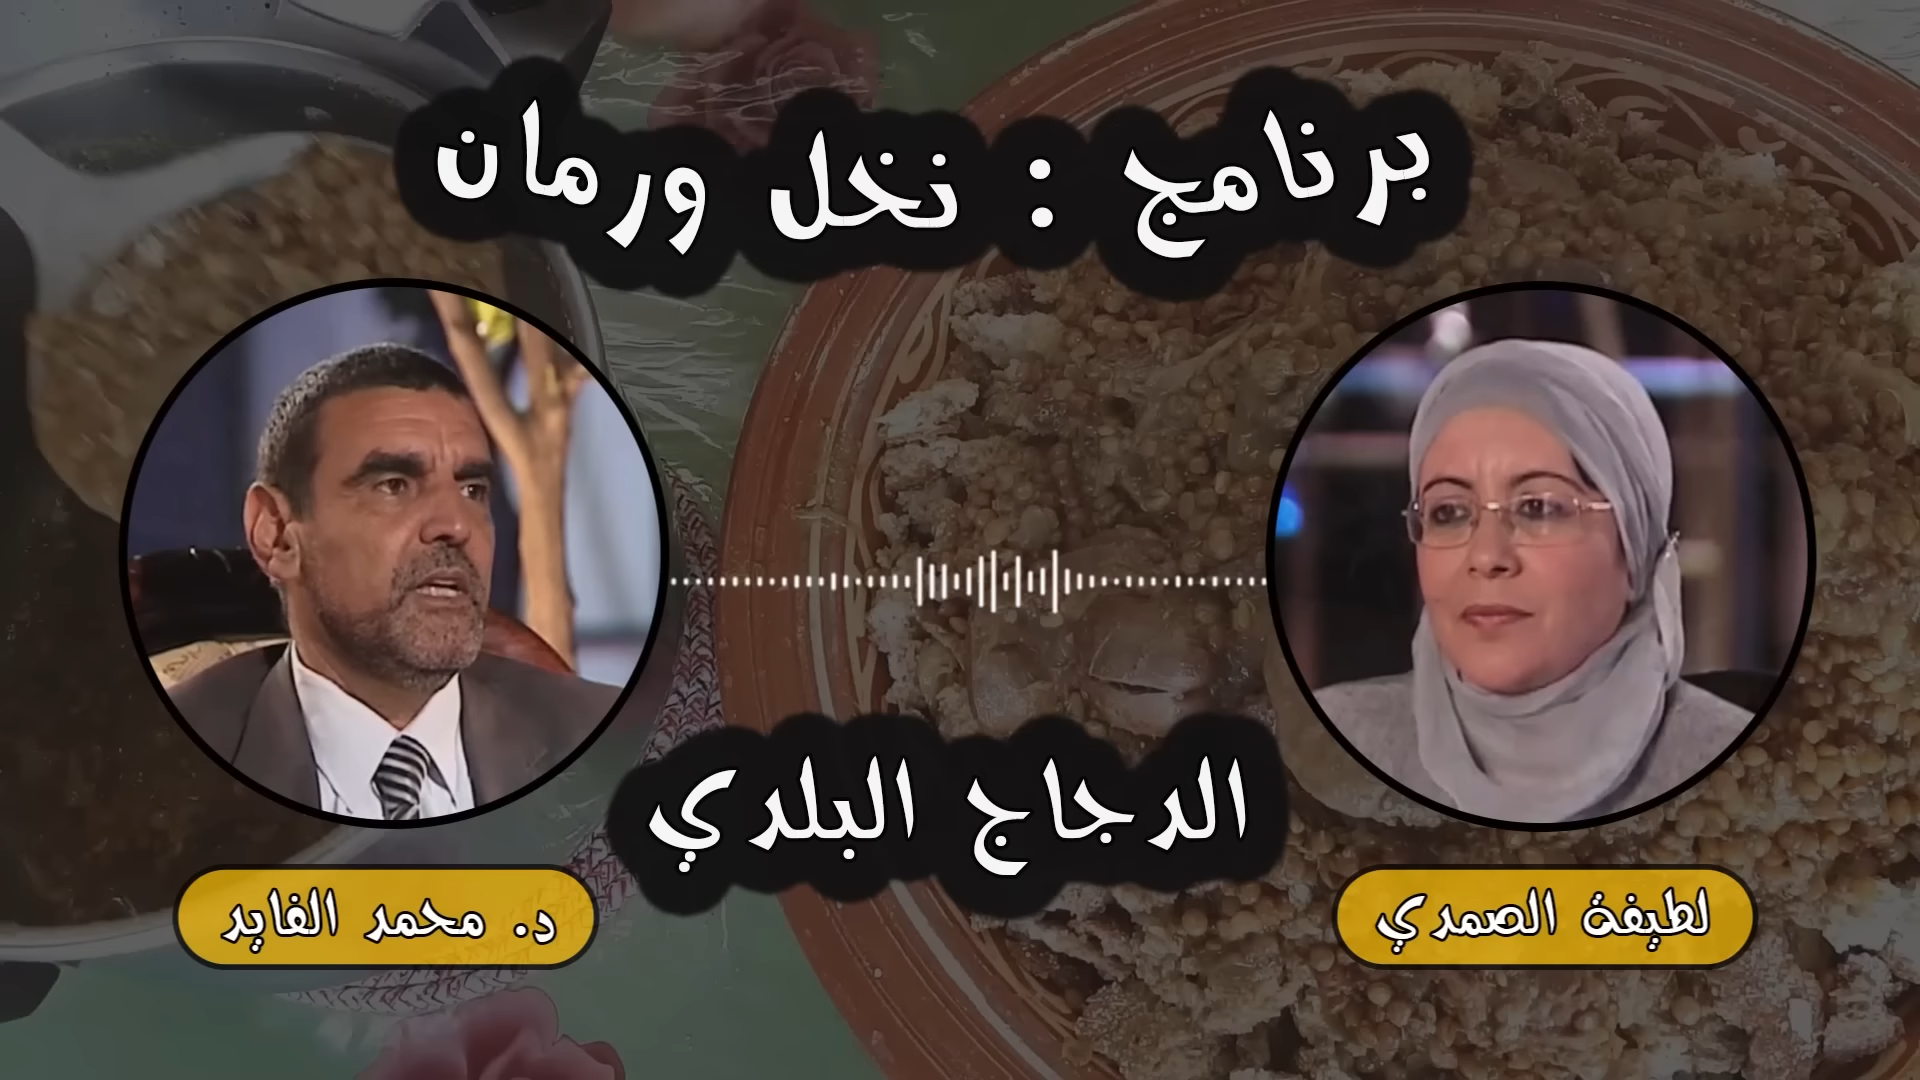 برنامج : نخل ورمان
الدجاج البلدي
لطيفة الصمدي
د. محمد الفايد